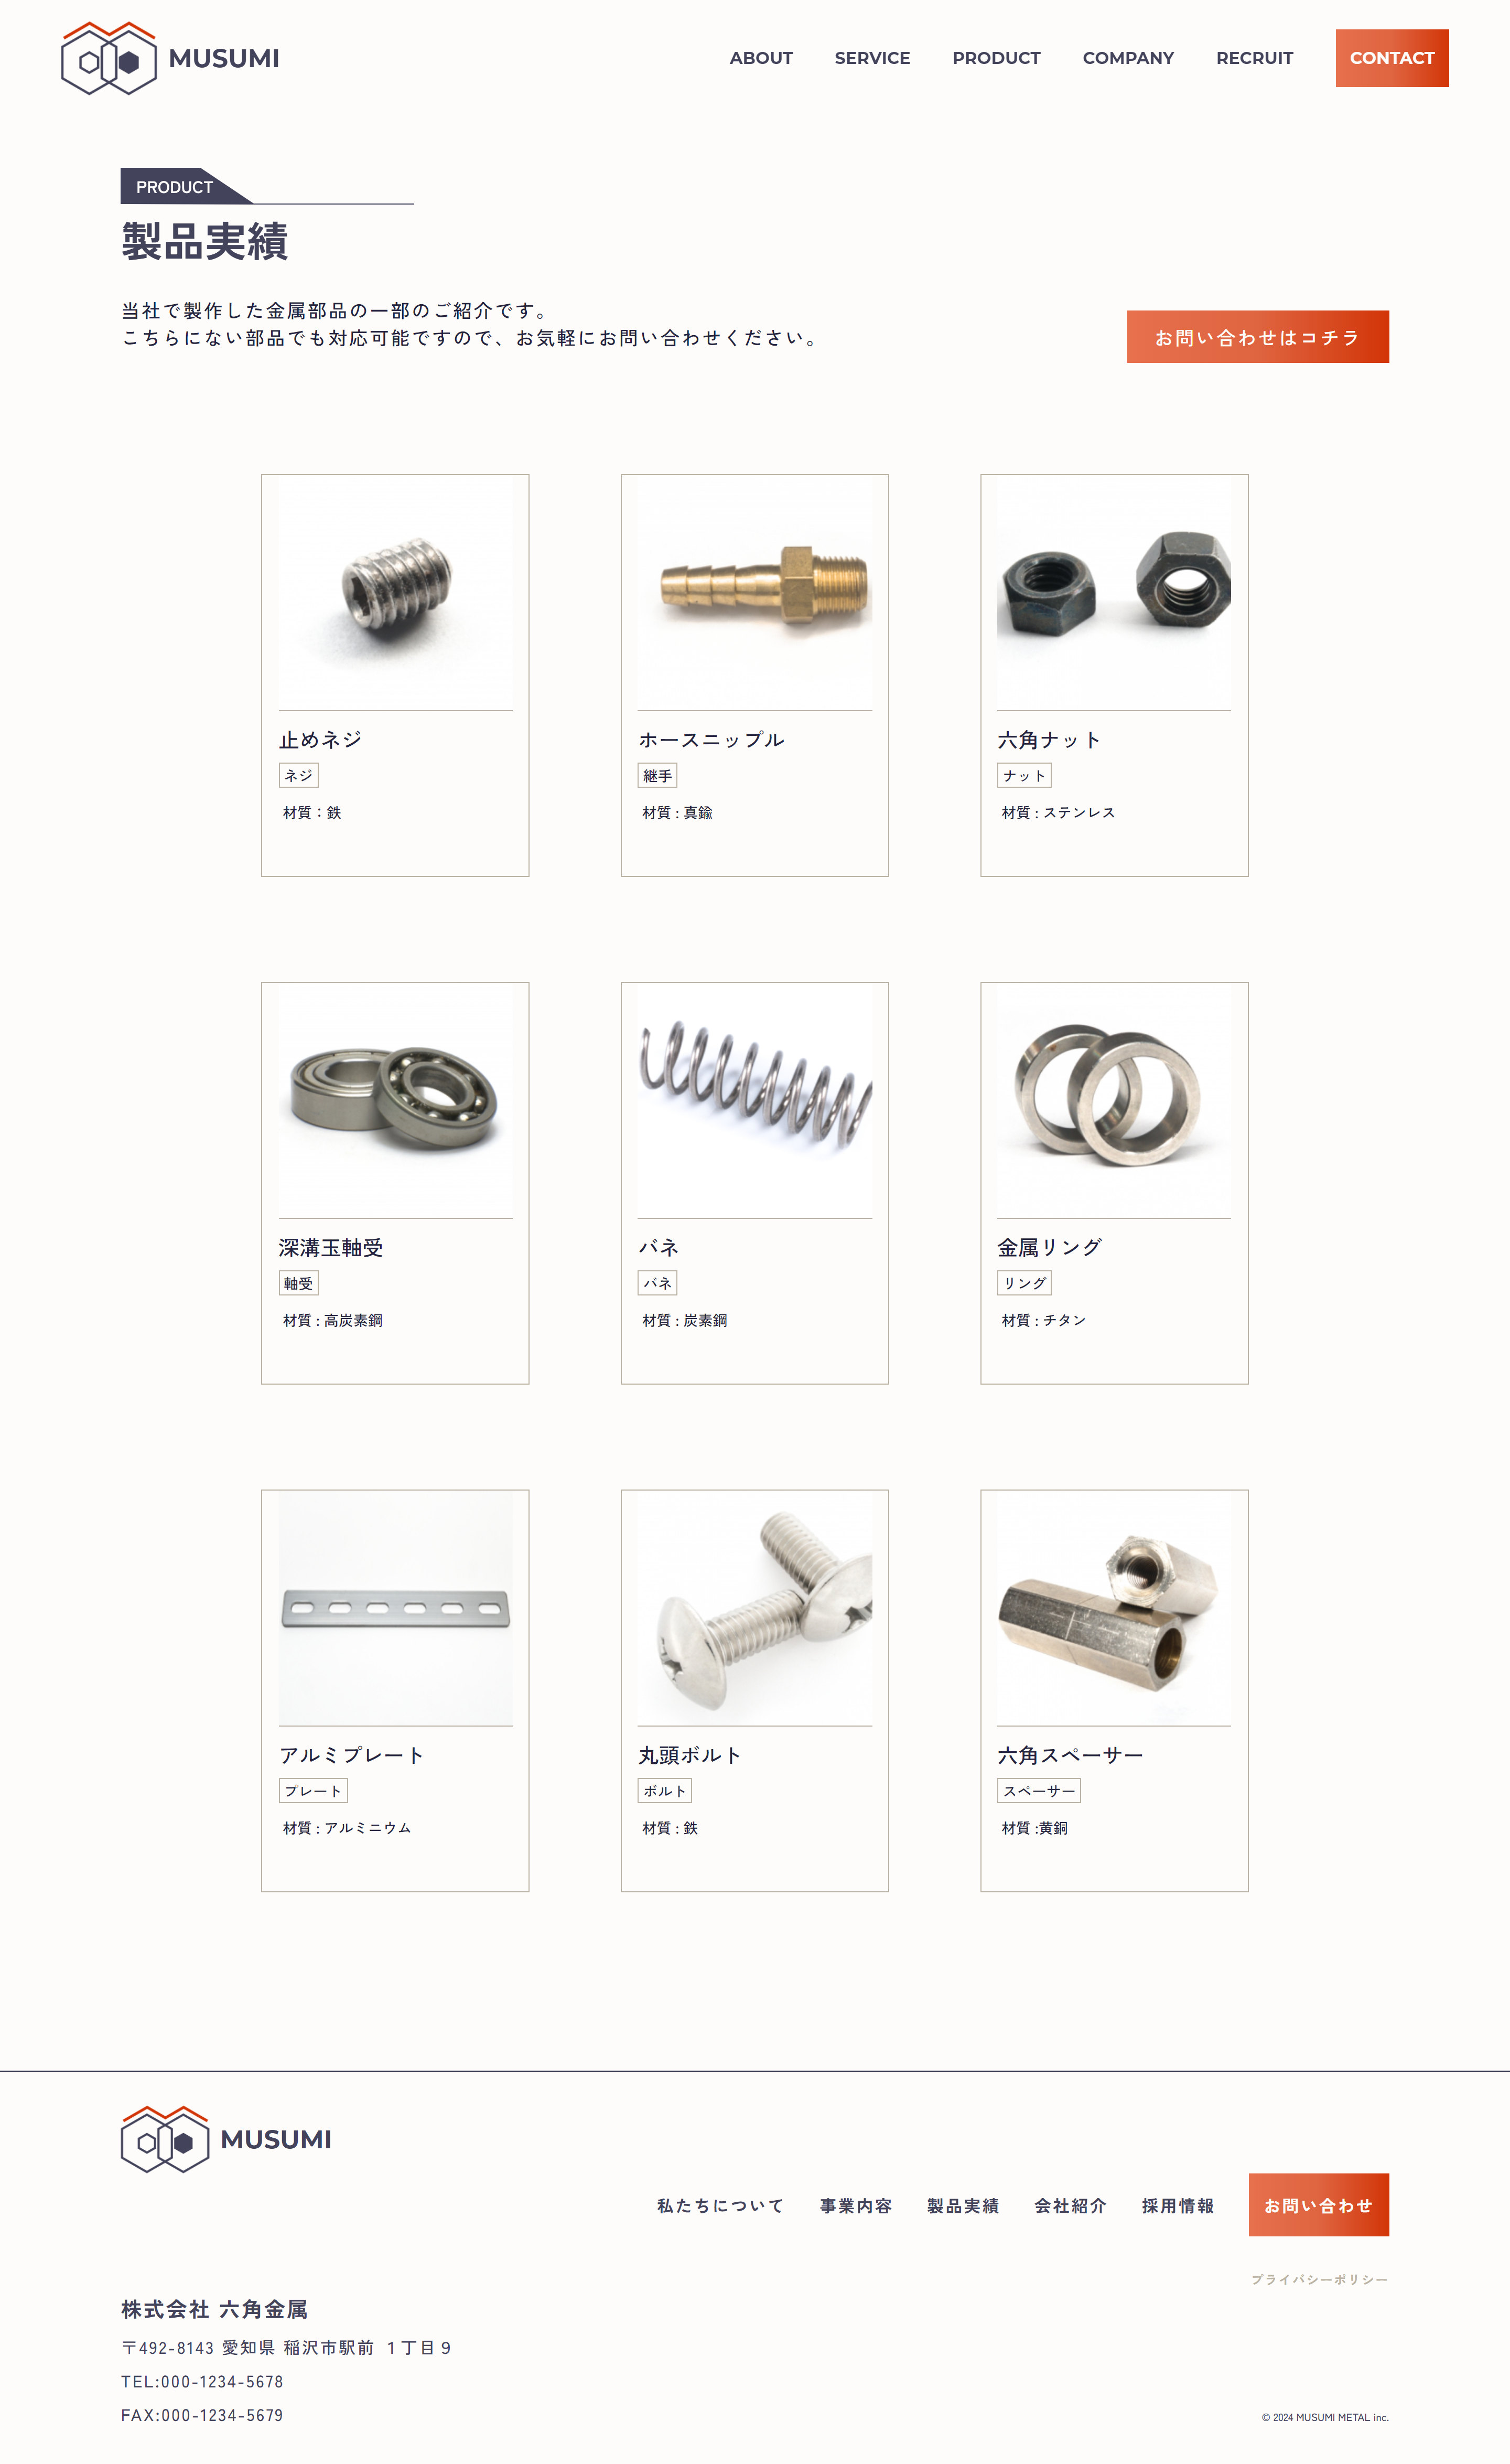 MUSUMI
ABOUT SERVICE PRODUCT COMPANY RECRUIT CONTACT
PRODUCT
製品実績
当社で製作した金属部品の一部のご紹介です。
こちらにない部品でも対応可能ですので、お気軽にお問い合わせください。
お問い合わせはコチラ
止めネジ
ネジ
材質：鉄
ホースニップル
継手
材質 : 真鍮
六角ナット
ナット
材質 : ステンレス
深溝玉軸受
軸受
材質 : 高炭素鋼
バネ
バネ
材質 : 炭素鋼
金属リング
リング
材質 : チタン
アルミプレート
プレート
材質 : アルミニウム
丸頭ボルト
ボルト
材質 : 鉄
六角スペーサー
スペーサー
材質 :黄銅
MUSUMI
私たちについて 事業内容 製品実績 会社紹介 採用情報 お問い合わせ
プライバシーポリシー
株式会社 六角金属
〒492-8143 愛知県 稲沢市駅前 １丁目９
TEL:000-1234-5678
FAX:000-1234-5679
© 2024 MUSUMI METAL inc.